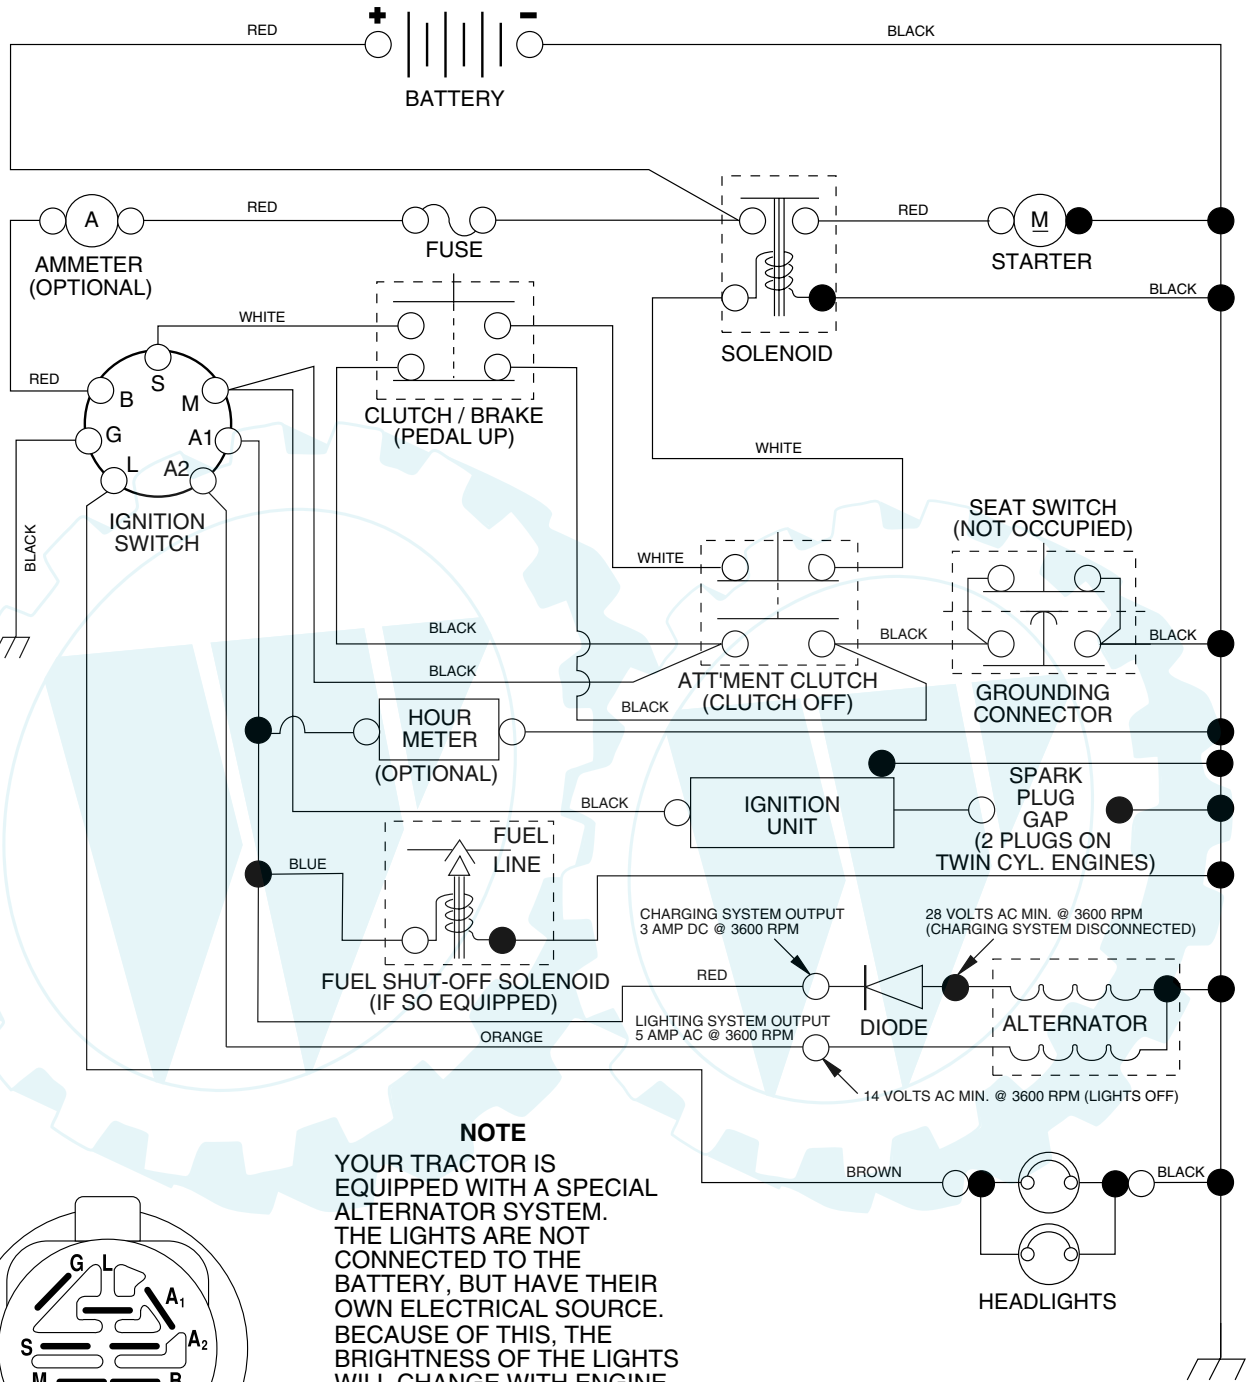 RED
+
-
BLACK
BATTERY
A
RED
FUSE
RED
M
STARTER
AMMETER
(OPTIONAL)
BLACK
SOLENOID
WHITE
S
RED
B
M
G
A1
L
A2
CLUTCH / BRAKE
(PEDAL UP)
IGNITION
SWITCH
BLACK
WHITE
WHITE
SEAT SWITCH
(NOT OCCUPIED)
BLACK
BLACK
BLACK
BLACK
ATT'MENT CLUTCH
(CLUTCH OFF)
GROUNDING
CONNECTOR
BLACK
HOUR
METER
(OPTIONAL)
BLACK
IGNITION
UNIT
SPARK
PLUG
GAP
(2 PLUGS ON
TWIN CYL. ENGINES)
BLUE
FUEL
LINE
FUEL SHUT-OFF SOLENOID
(IF SO EQUIPPED)
CHARGING SYSTEM OUTPUT
3 AMP DC @ 3600 RPM
28 VOLTS AC MIN. @ 3600 RPM
(CHARGING SYSTEM DISCONNECTED)
RED
DIODE
ALTERNATOR
LIGHTING SYSTEM OUTPUT
5 AMP AC @ 3600 RPM
ORANGE
14 VOLTS AC MIN. @ 3600 RPM (LIGHTS OFF)
NOTE
YOUR TRACTOR IS
EQUIPPED WITH A SPECIAL
ALTERNATOR SYSTEM.
THE LIGHTS ARE NOT
CONNECTED TO THE
BATTERY, BUT HAVE THEIR
OWN ELECTRICAL SOURCE.
BECAUSE OF THIS, THE
BRIGHTNESS OF THE LIGHTS
WILL CHANGE WITH ENGINE
BROWN
BLACK
HEADLIGHTS
G
L
A1
A2
S
M
B